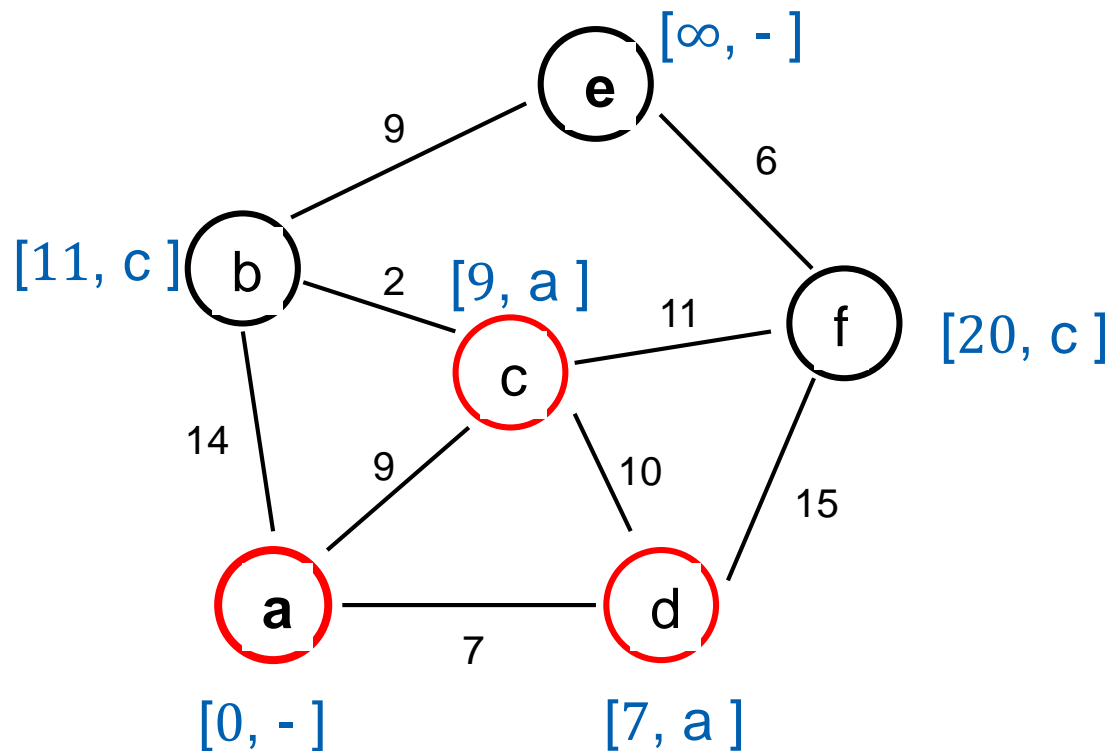 [∞, - ]
e
9
6
[11, c ]
b
2
[9, a ]
11
f
[20, c ]
c
14
9
10
15
a
d
7
[0, - ]
[7, a ]